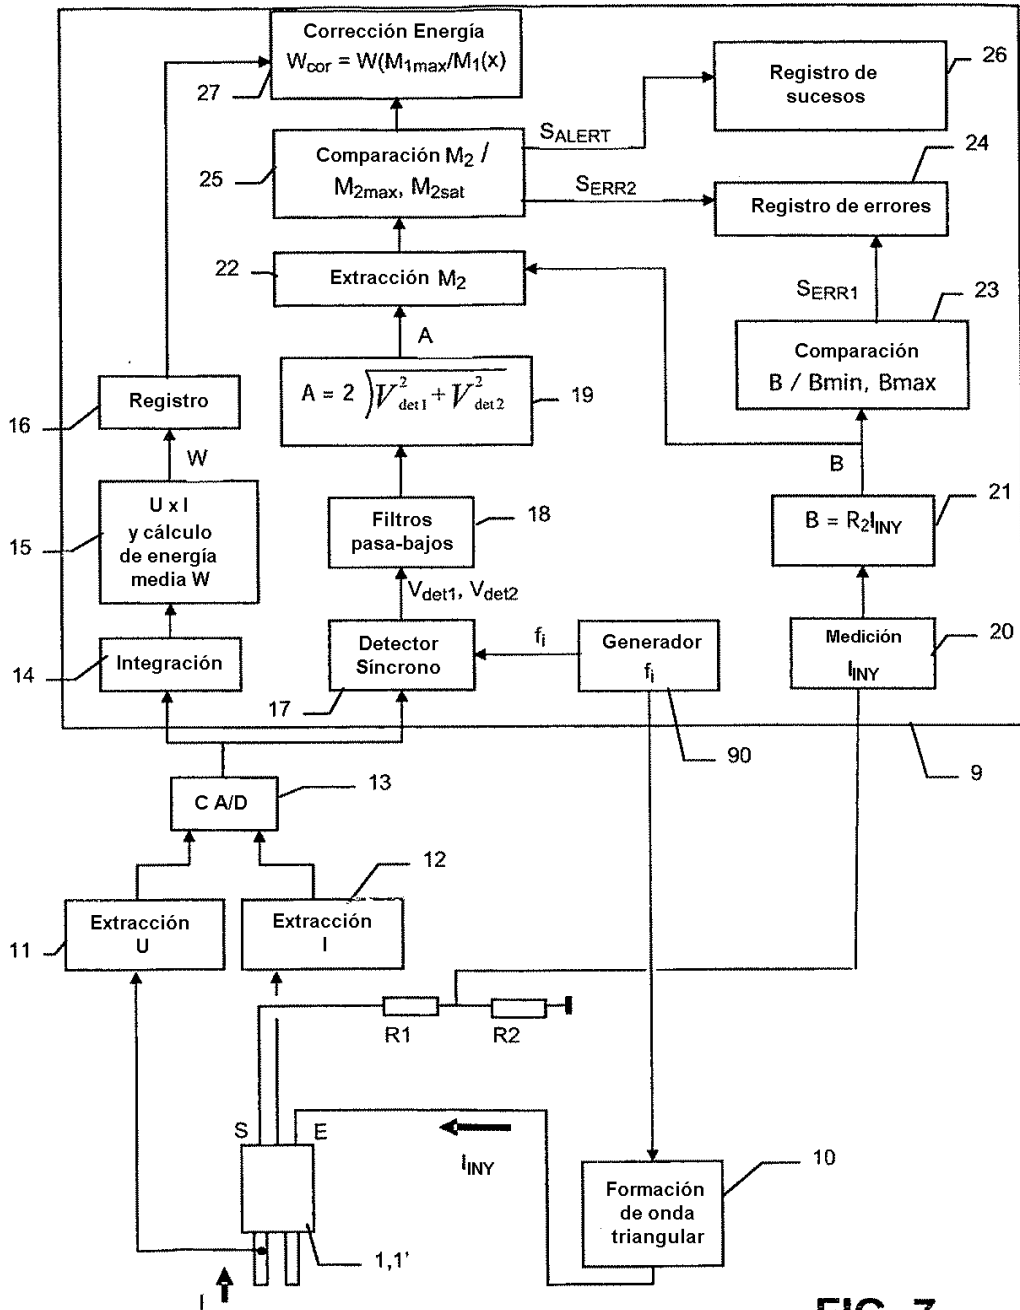 Corrección Energía
Wcor = W(M1max/M1(x)
27
Registro de
sucesos
26
SALERT
Comparación M2 /
M2max, M2sat
25
SERR2
24
Registro de errores
22
Extracción M2
SERR1
23
A
Comparación
B / Bmin, Bmax
A = 2 √V²det1 + V²det2
19
Registro
16
W
B
U x I
y cálculo
de energía
media W
15
Filtros
pasa-bajos
18
B = R2IINY
21
Vdet1, Vdet2
Integración
14
Detector
Síncrono
17
fi
Generador
fi
90
Medición
IINY
20
9
C A/D
13
12
Extracción
U
11
Extracción
I
R1
R2
S
E
IINY
10
Formación
de onda
triangular
1,1'
I
FIG. 7